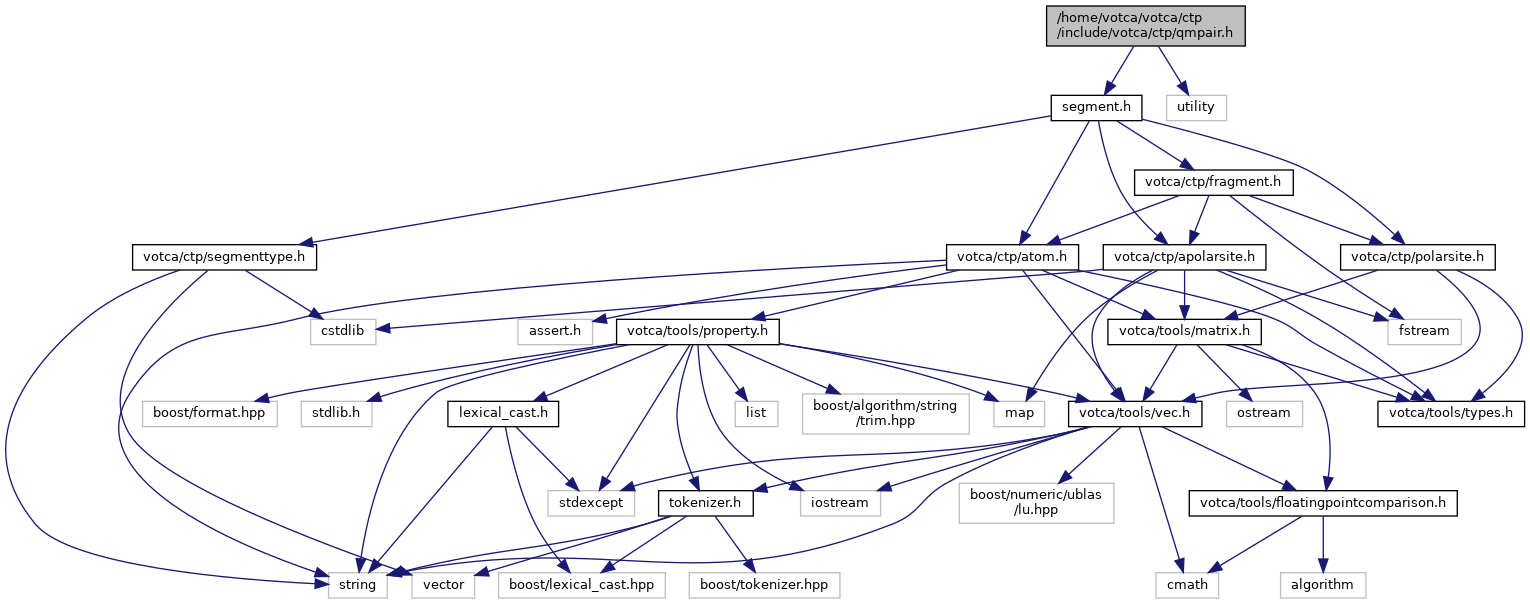 /home/votca/votca/ctp
/include/votca/ctp/qmpair.h
segment.h
utility
votca/ctp/fragment.h
votca/ctp/segmenttype.h
votca/ctp/atom.h
votca/ctp/apolarsite.h
votca/ctp/polarsite.h
cstdlib
assert.h
votca/tools/property.h
votca/tools/matrix.h
fstream
boost/format.hpp
stdlib.h
lexical_cast.h
list
boost/algorithm/string
/trim.hpp
map
votca/tools/vec.h
ostream
votca/tools/types.h
stdexcept
tokenizer.h
iostream
boost/numeric/ublas
/lu.hpp
votca/tools/floatingpointcomparison.h
string
vector
boost/lexical_cast.hpp
boost/tokenizer.hpp
cmath
algorithm